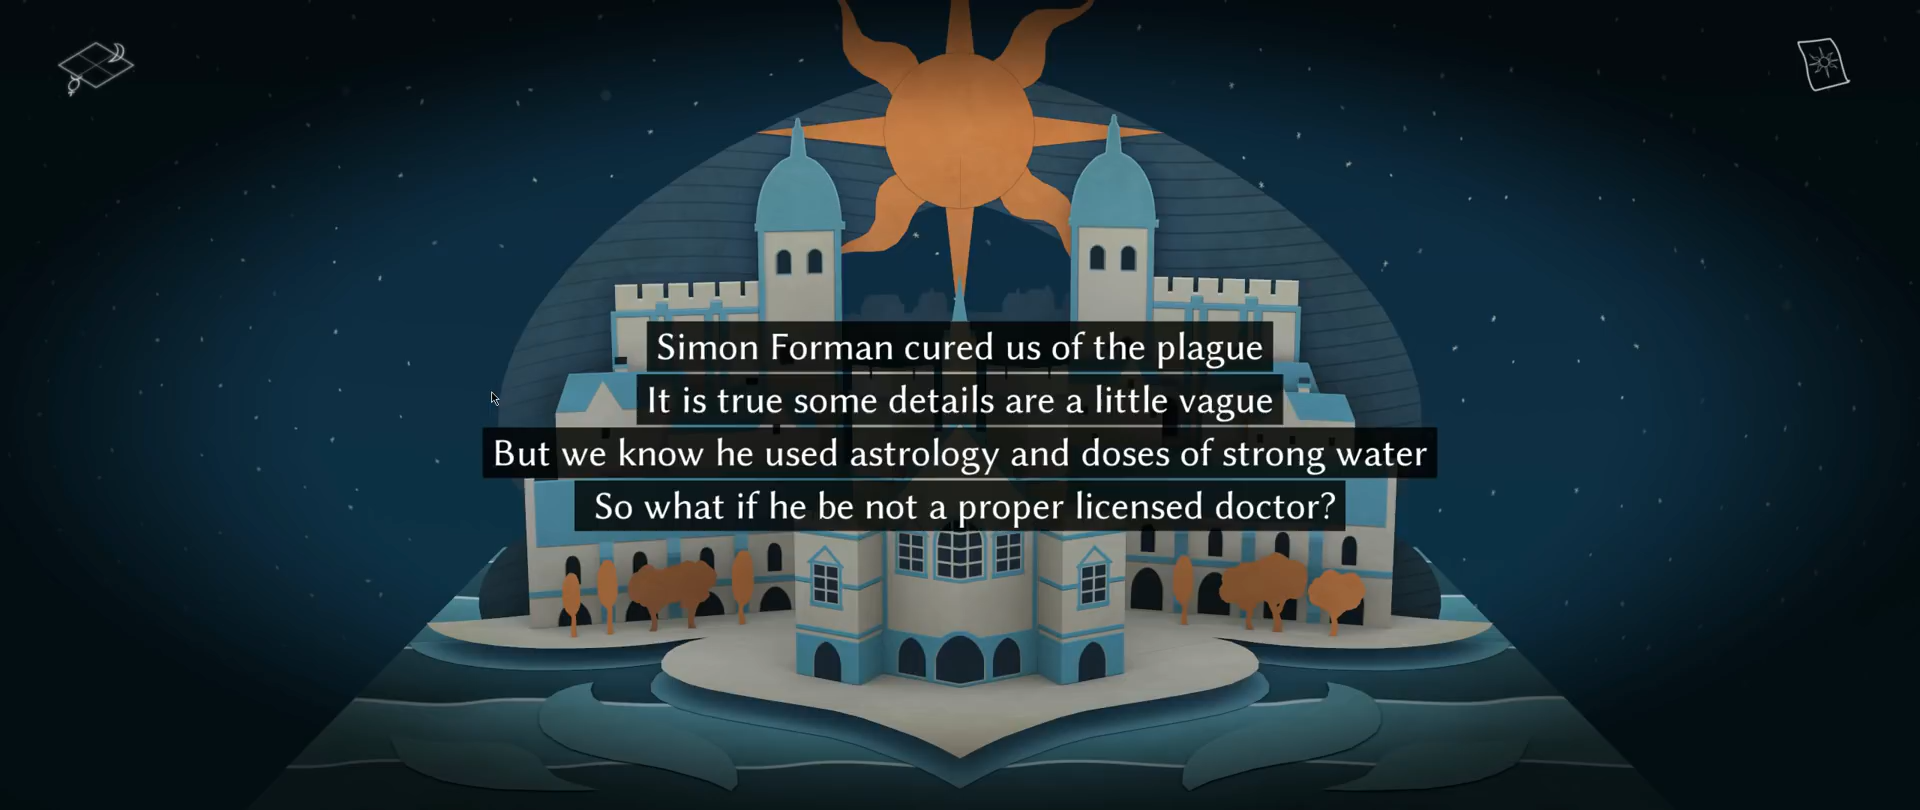 Simon Forman cured us of the plague
It is true some details are a little vague
But we know he used astrology and doses of strong water
So what if he be not a proper licensed doctor?